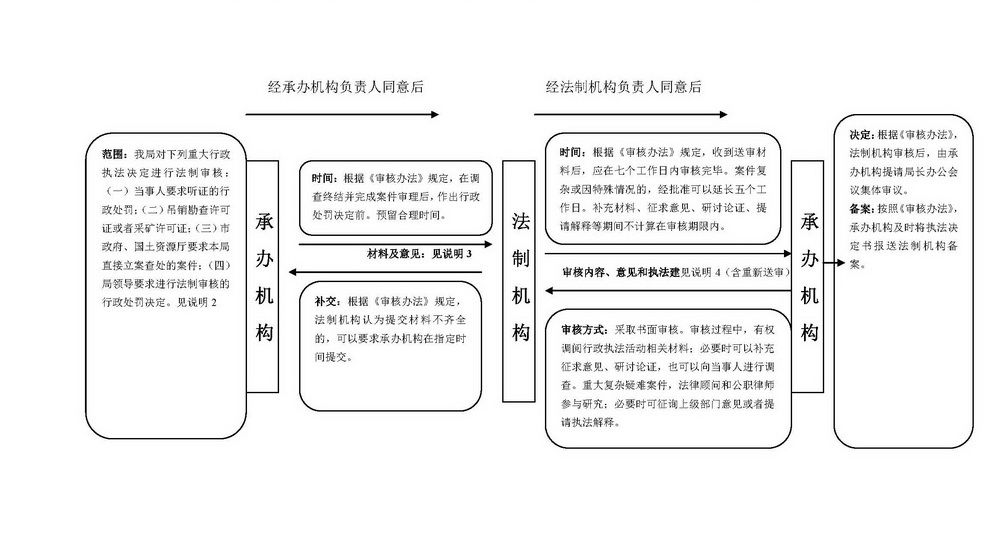 经承办机构负责人同意后
经法制机构负责人同意后
范围：我局对下列重大行政
执法决定进行法制审核：
（一）当事人要求听证的行
政处罚；（二）吊销勘查许可
证或者采矿许可证；（三）市
政府、国土资源厅要求本局
直接立案查处的案件；（四）
局领导要求进行法制审核的
行政处罚决定。见说明 2
承
办
机
构
时间：根据《审核办法》规定，在调
查终结并完成案件审理后，作出行政
处罚决定前。预留合理时间。
材料及意见：见说明 3
补交：根据《审核办法》规定，
法制机构认为提交材料不齐全
的，可以要求承办机构在指定时
间提交。
法
制
机
构
时间：根据《审核办法》规定，收到送审材
料后，应在七个工作日内审核完毕。案件复
杂或因特殊情况的，经批准可以延长五个工
作日。补充材料、征求意见、研讨论证、提
请解释等期间不计算在审核期限内。
审核内容、意见和执法建见说明 4（含重新送审）
审核方式：采取书面审核。审核过程中，有权
调阅行政执法活动相关材料；必要时可以补充
征求意见、研讨论证，也可以向当事人进行调
查。重大复杂疑难案件，法律顾问和公职律师
参与研究；必要时可征询上级部门意见或者提
请执法解释。
承
办
机
构
决定：根据《审核办法》，
法制机构审核后，由承
办机构提请局长办公会
议集体审议。
备案：按照《审核办法》，
承办机构及时将执法决
定书报送法制机构备
案。